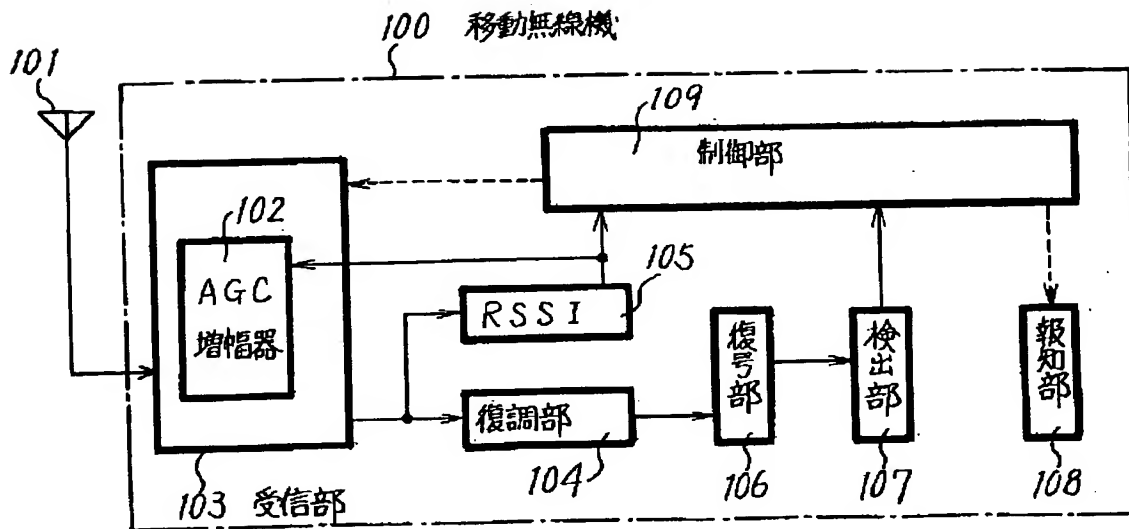 100 移動無線機
101
109
制御部
102
AGC
増幅器
105
RSSI
復号部
検出部
報知部
復調部
104
106
107
108
103 受信部